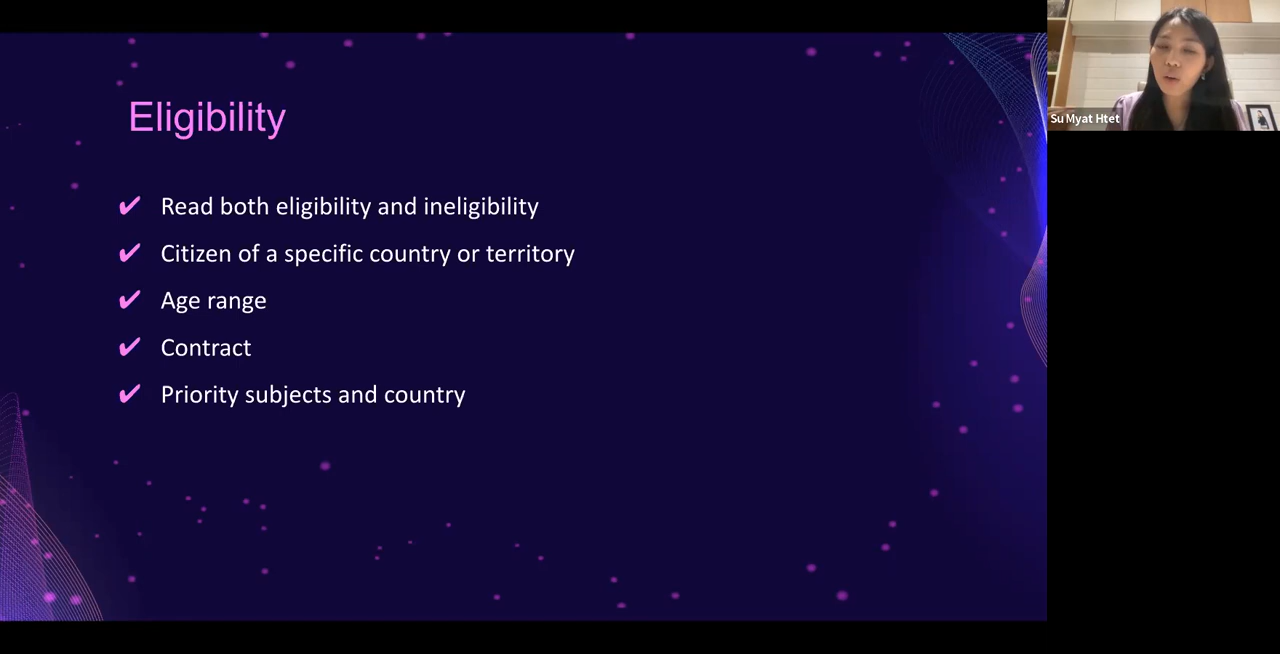 Eligibility
✔ Read both eligibility and ineligibility
✔ Citizen of a specific country or territory
✔ Age range
✔ Contract
✔ Priority subjects and country
Su Myat Htet